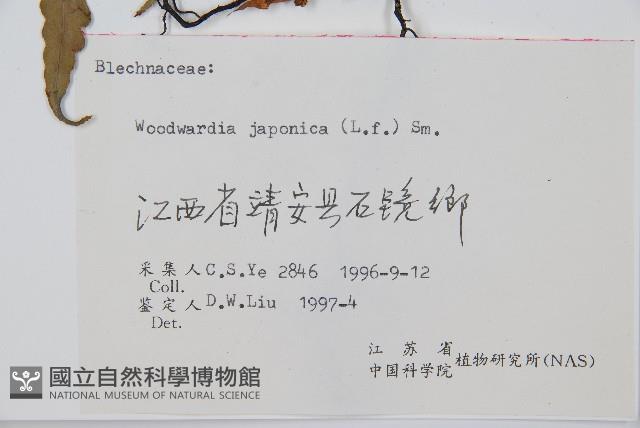 Blechnaceae:
Woodwardia japonica (L.f.) Sm.
江西省靖安县石镜鄉
采集人 C.S.Ye 2846 1996-9-12
Coll.
鉴定人 D.W.Liu 1997-4
Det.
江苏省
中国科学院 植物研究所(NAS)
國立自然科學博物館
NATIONAL MUSEUM OF NATURAL SCIENCE